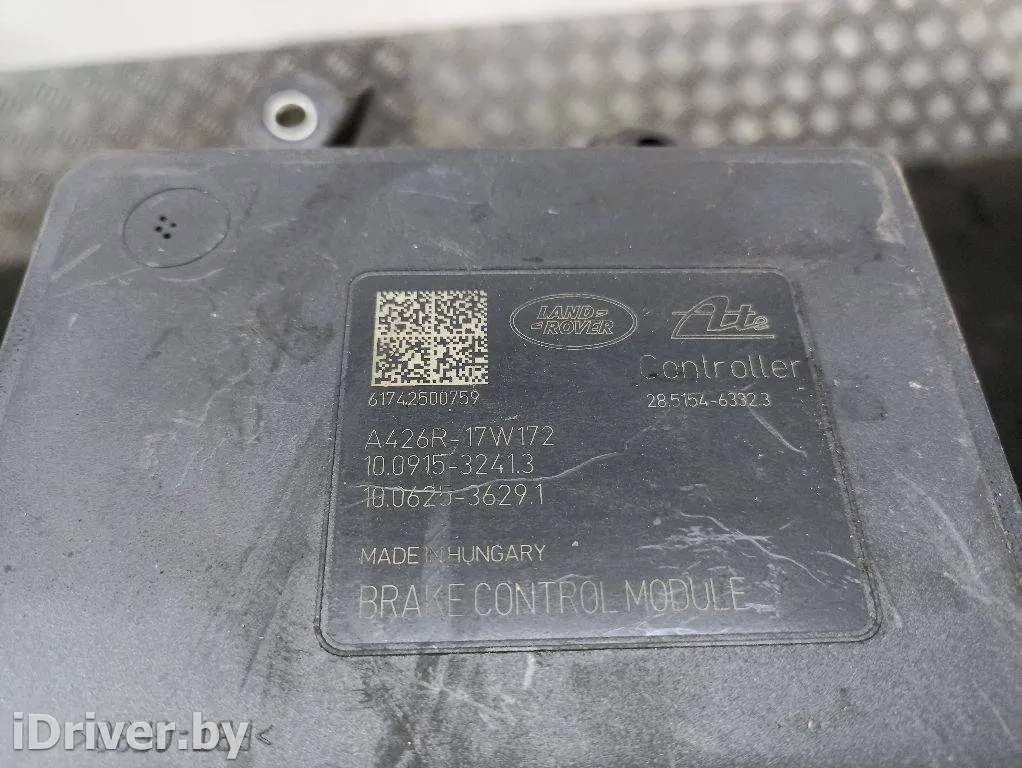 LAND
ROVER
Ate
Controller
61742500759
28.5154-6332.3
A426R-17W172
10.0915-3241.3
10.0625-3629.1
MADE IN HUNGARY
BRAKE CONTROL MODULE
iDriver.by